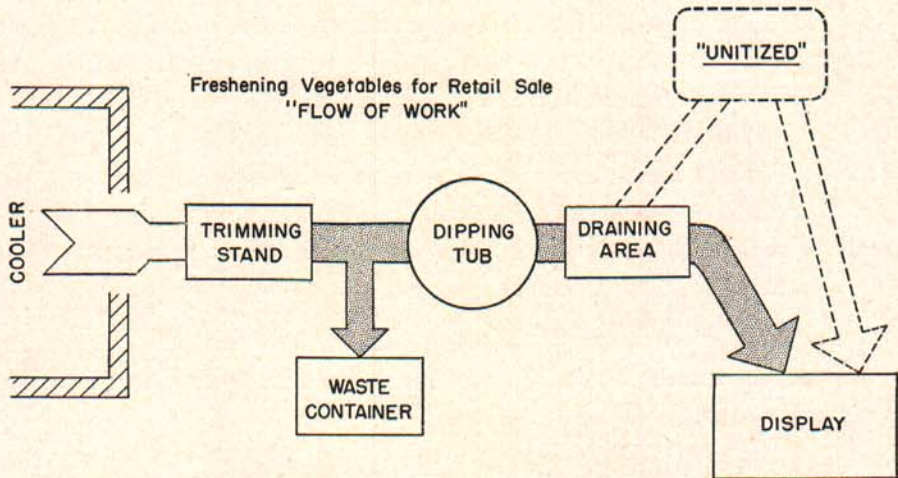 "UNITIZED"
Freshening Vegetables for Retail Sale
"FLOW OF WORK"
COOLER
TRIMMING
STAND
DIPPING
TUB
DRAINING
AREA
WASTE
CONTAINER
DISPLAY